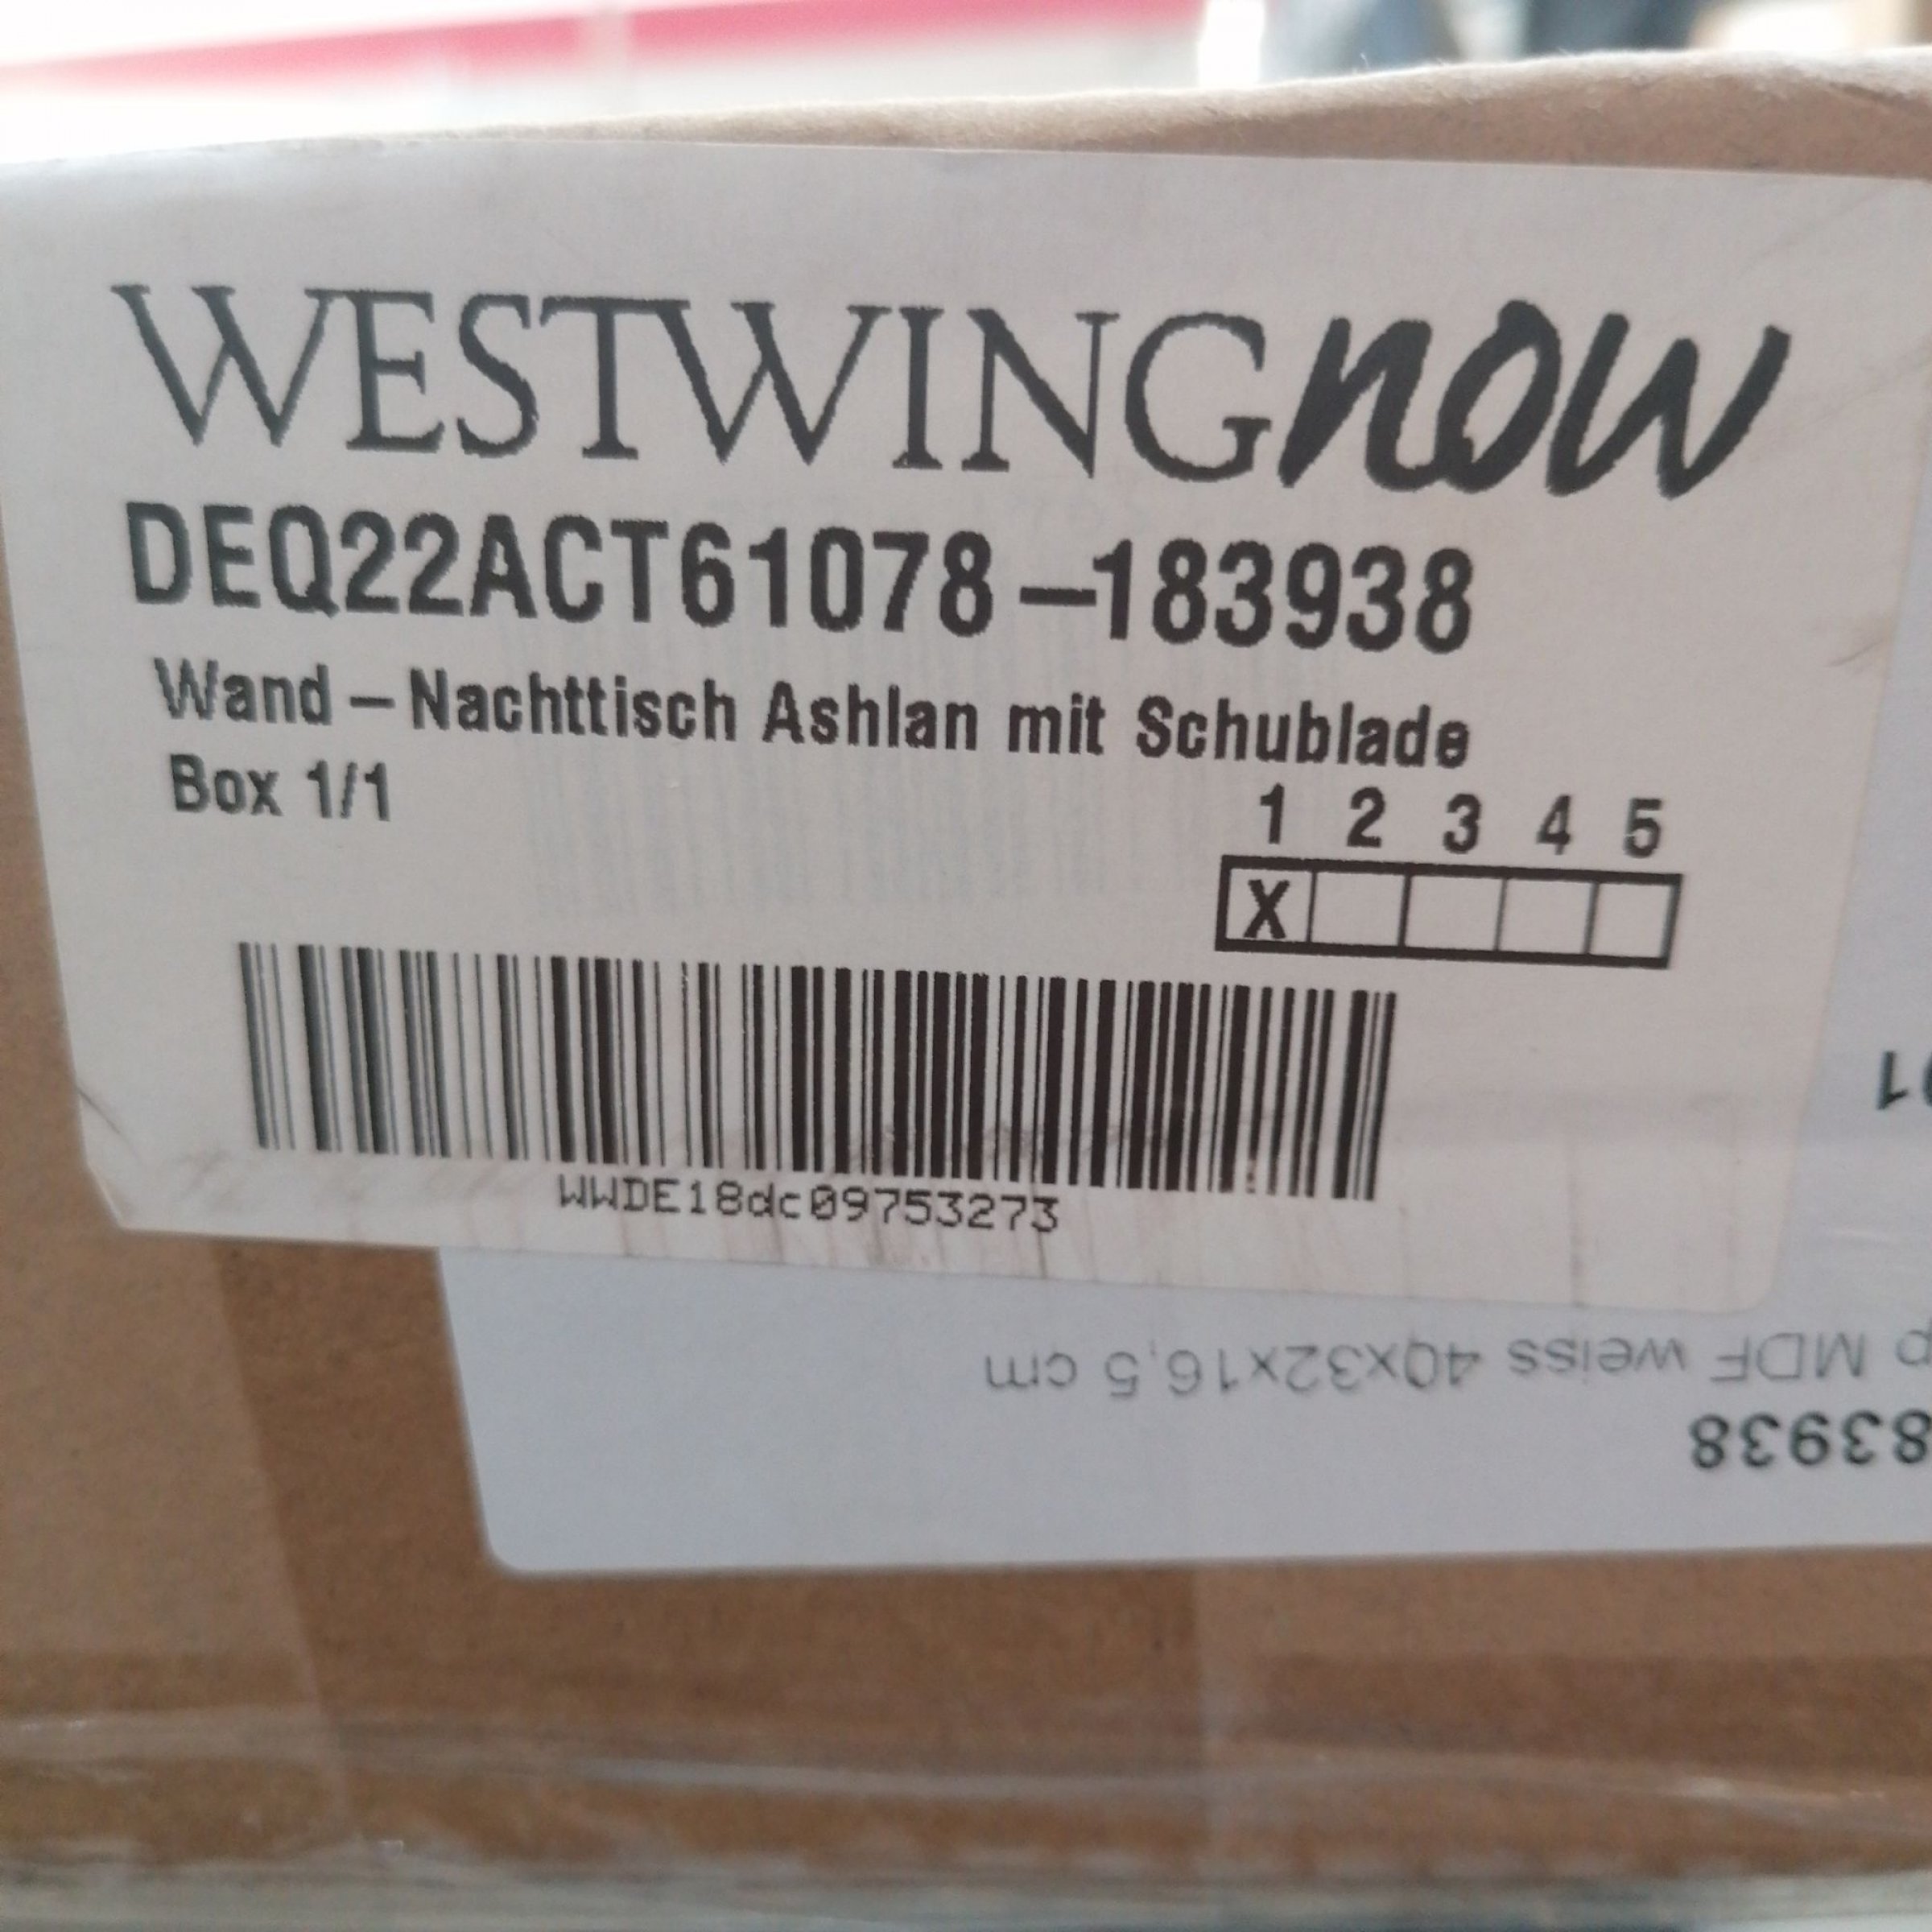 WESTWINGnow
DEQ22ACT61078-183938
Wand-Nachttisch Ashlan mit Schublade
Box 1/1
1 2 3 4 5
X
WWDE18dc09753273
MDF weiss 40x32x16,5 cm
83938